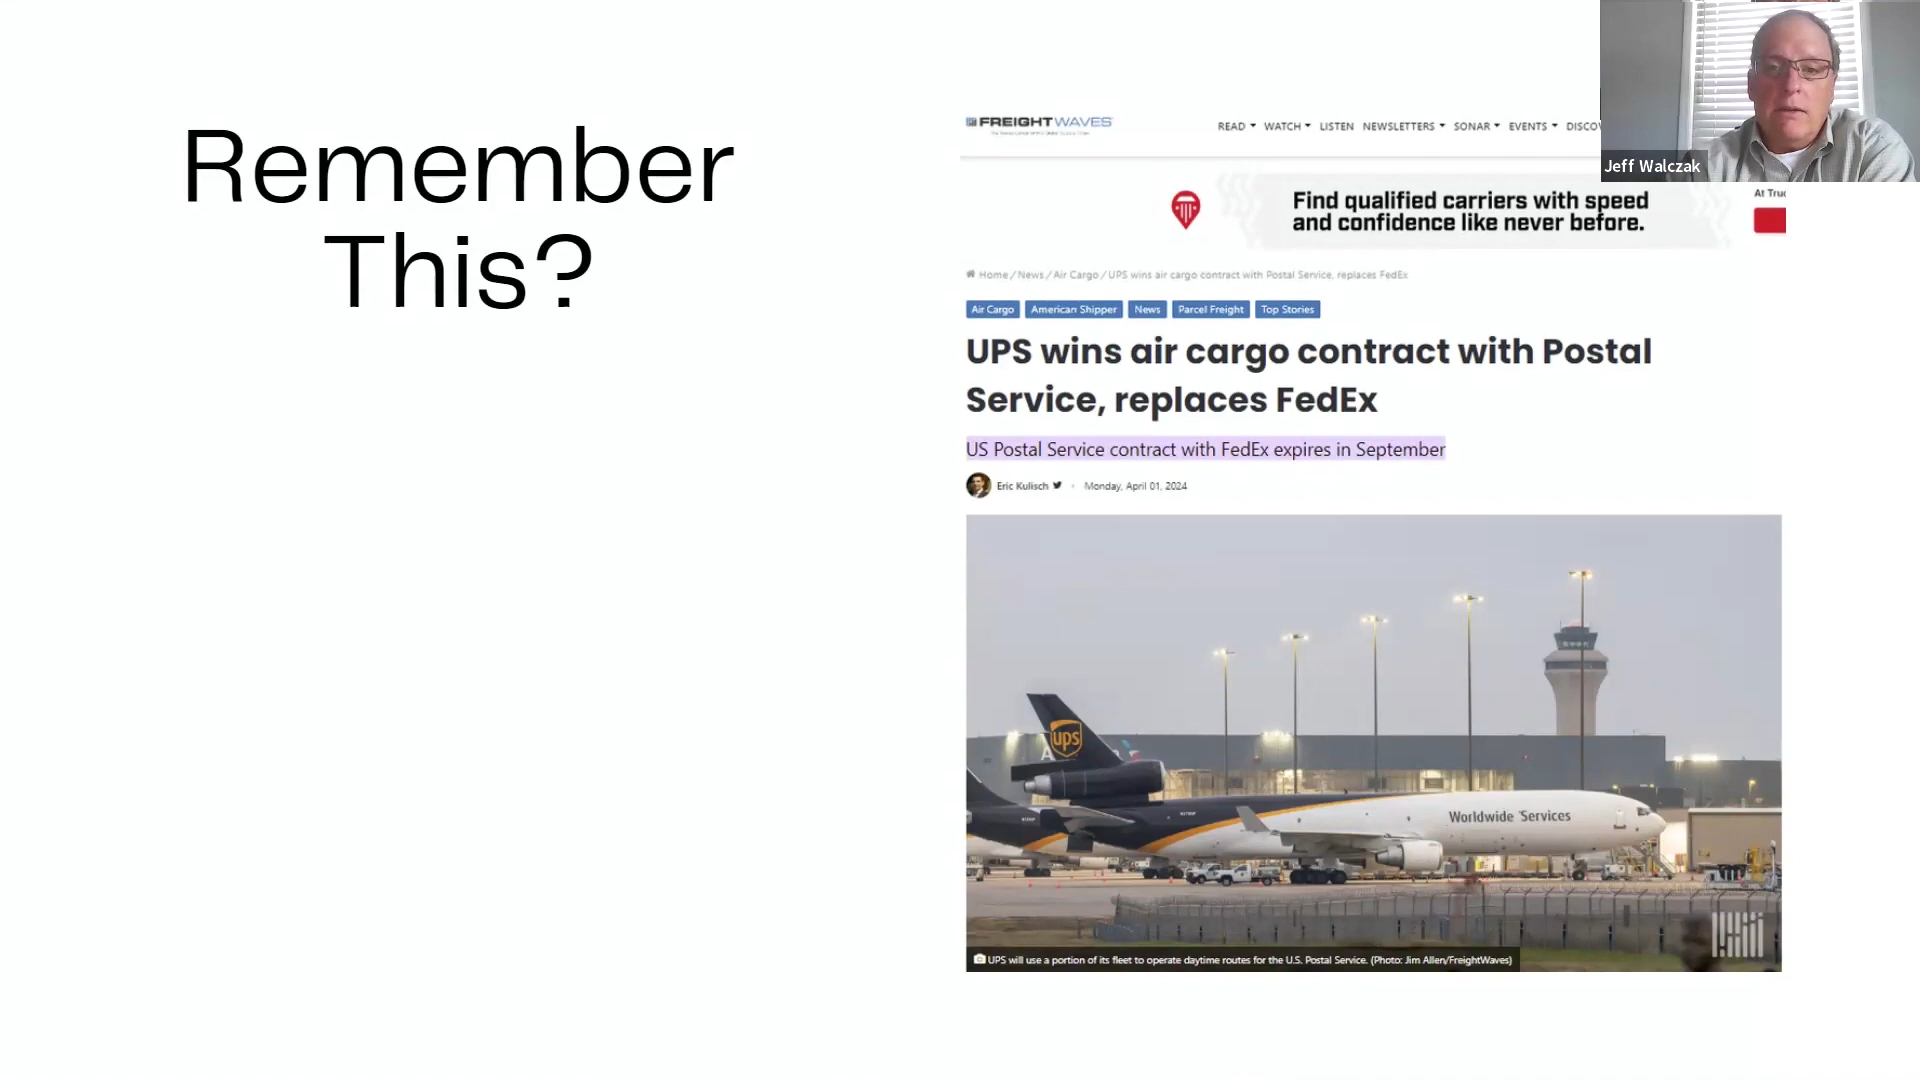 Remember
This?
FREIGHTWAVES
READ WATCH LISTEN NEWSLETTERS SONAR EVENTS DISCOV
Jeff Walczak
Find qualified carriers with speed
and confidence like never before.
At Truc
Home / News / Air Cargo / UPS wins air cargo contract with Postal Service, replaces FedEx
Air Cargo American Shipper News Parcel Freight Top Stories
UPS wins air cargo contract with Postal
Service, replaces FedEx
US Postal Service contract with FedEx expires in September
Eric Kulisch Monday, April 01, 2024
ups
A
Worldwide Services
UPS will use a portion of its fleet to operate daytime routes for the U.S. Postal Service. (Photo: Jim Allen/FreightWaves)